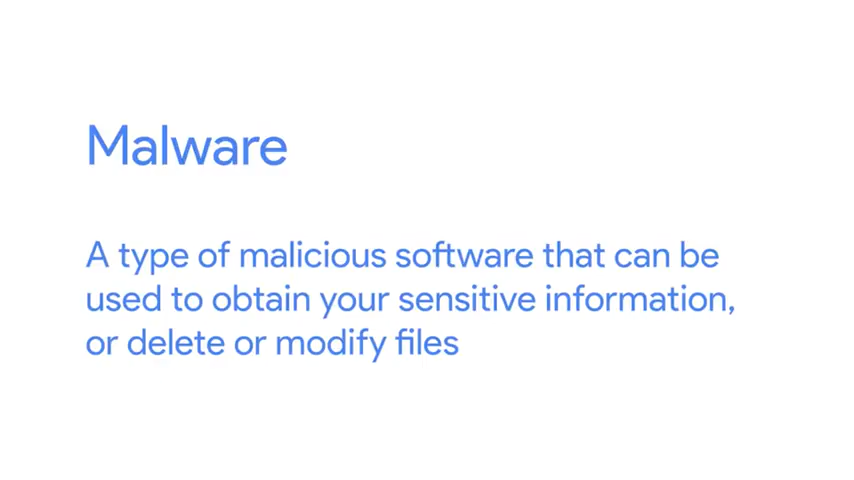 Malware
A type of malicious software that can be
used to obtain your sensitive information,
or delete or modify files